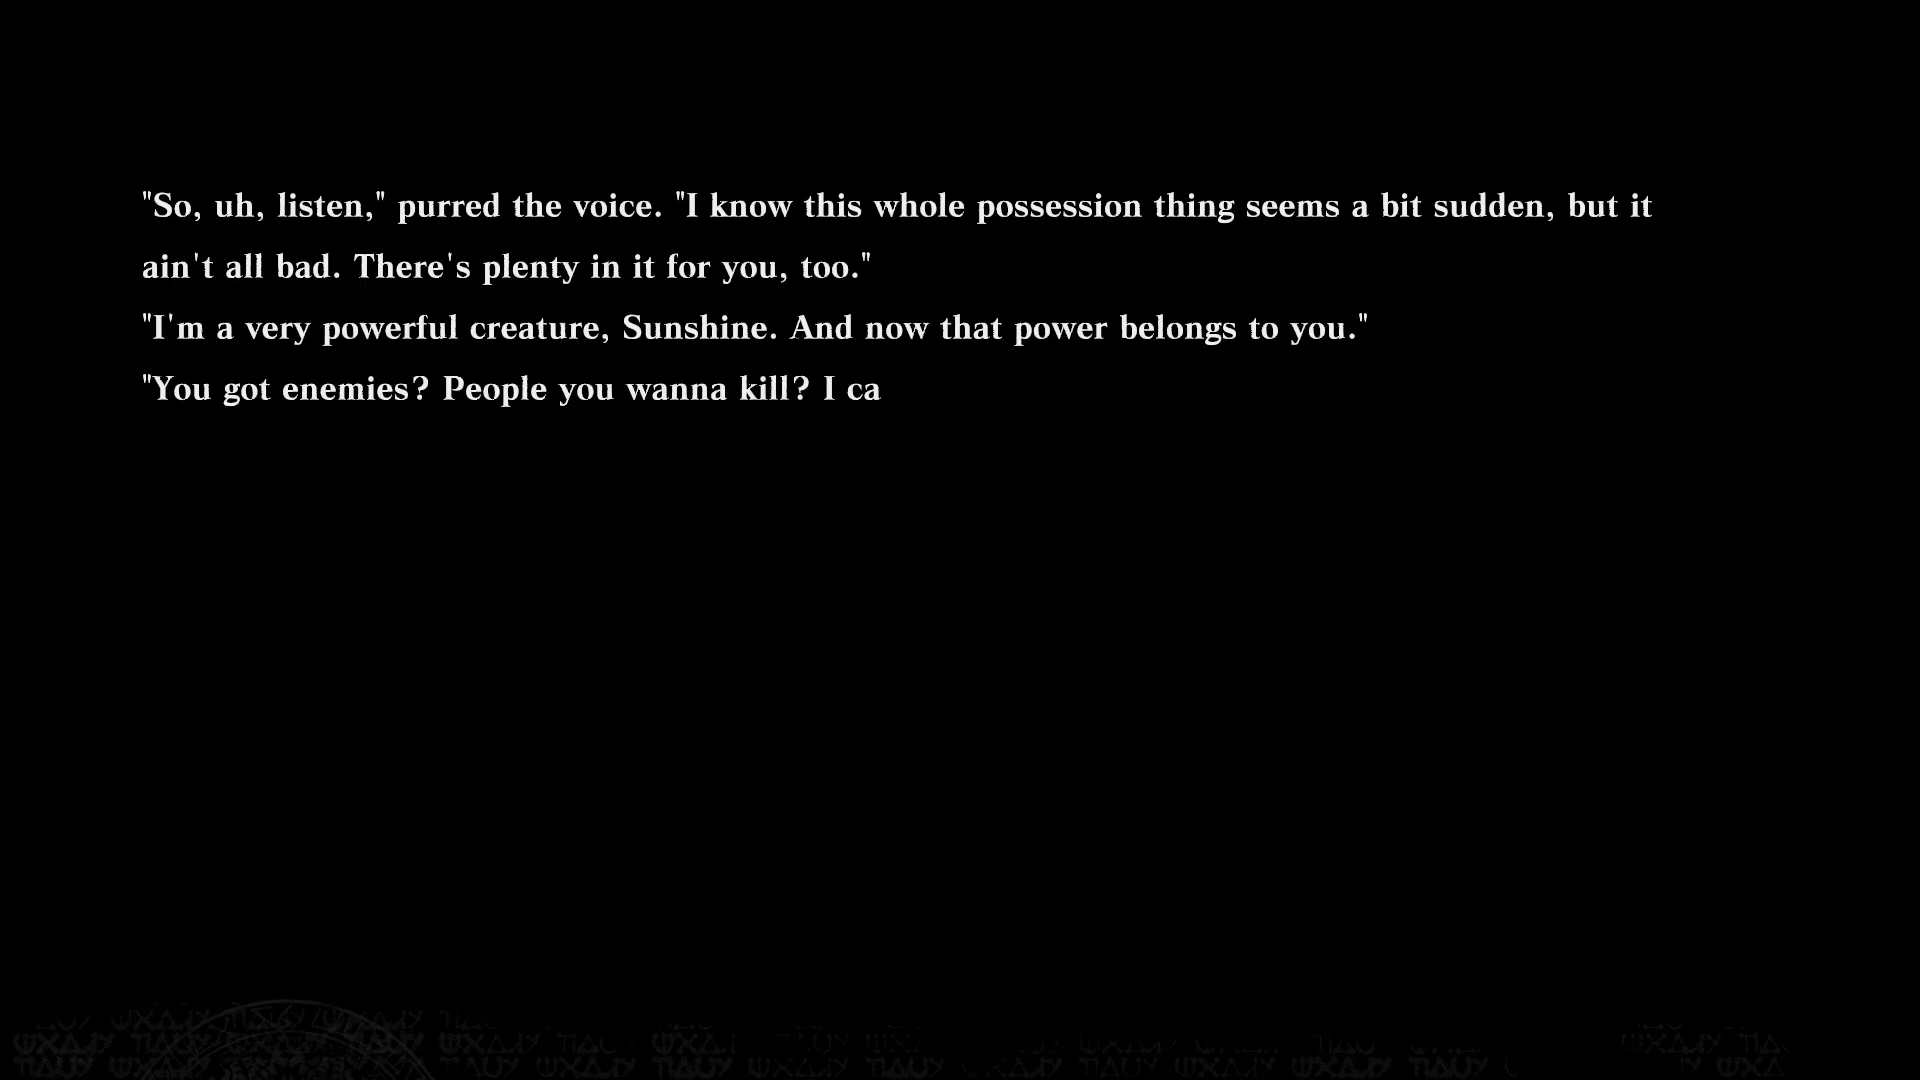 "So, uh, listen," purred the voice. "I know this whole possession thing seems a bit sudden, but it
ain't all bad. There's plenty in it for you, too."
"I'm a very powerful creature, Sunshine. And now that power belongs to you."
"You got enemies? People you wanna kill? I ca